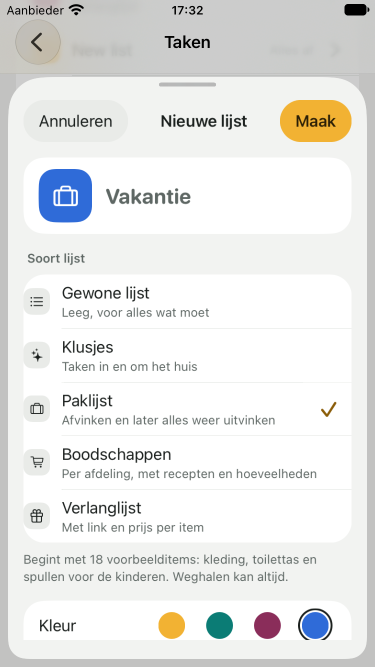 Aanbieder 17:32
Taken
Annuleren Nieuwe lijst Maak
Vakantie
Soort lijst
Gewone lijst
Leeg, voor alles wat moet
Klusjes
Taken in en om het huis
Paklijst
Afvinken en later alles weer uitvinken
Boodschappen
Per afdeling, met recepten en hoeveelheden
Verlanglijst
Met link en prijs per item
Begint met 18 voorbeelditems: kleding, toilettas en
spullen voor de kinderen. Weghalen kan altijd.
Kleur